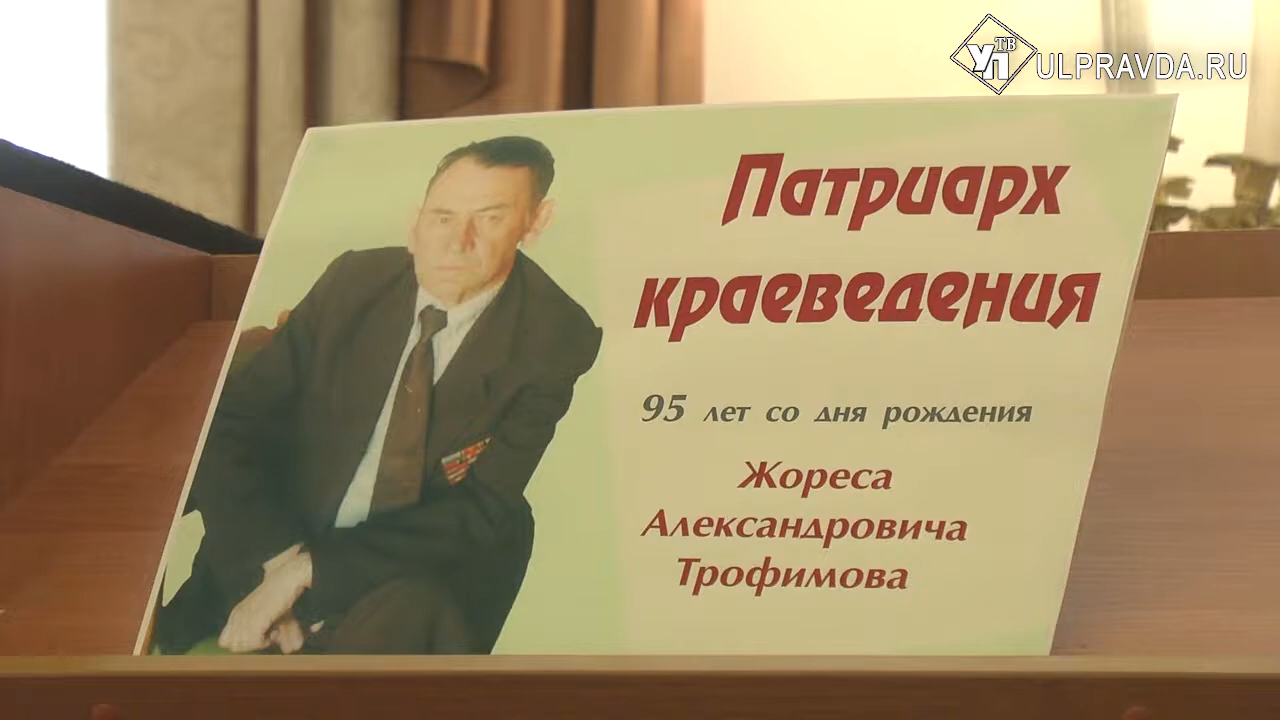 УП ТВ ULPRAVDA.RU
Патриарх
краеведения
95 лет со дня рождения
Жореса
Александровича
Трофимова